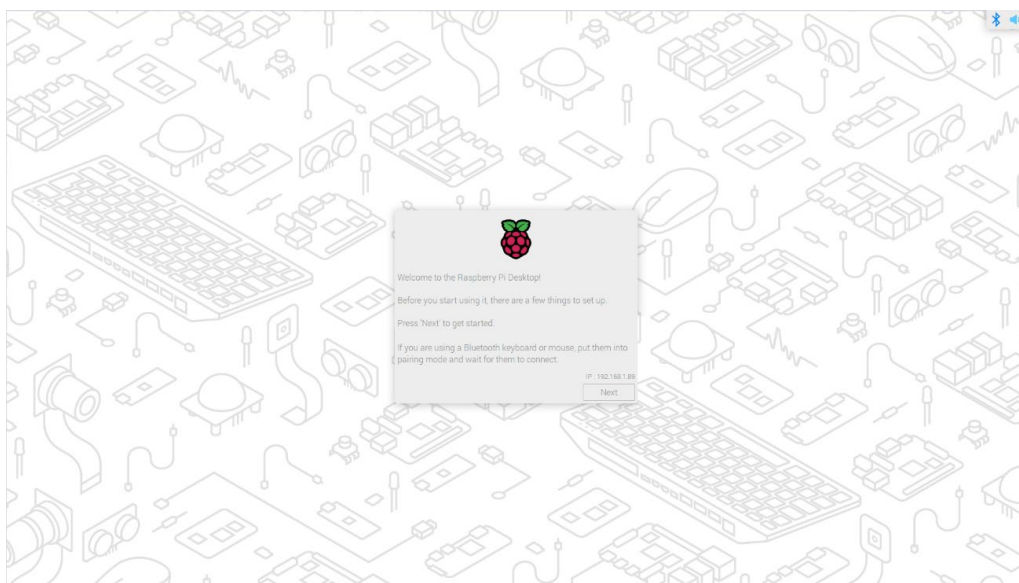 Welcome to the Raspberry Pi Desktop!
Before you start using it, there are a few things to set up.
Press 'Next' to get started.
If you are using a Bluetooth keyboard or mouse, put them into
pairing mode and wait for them to connect.
IP : 192.168.1.89
Next